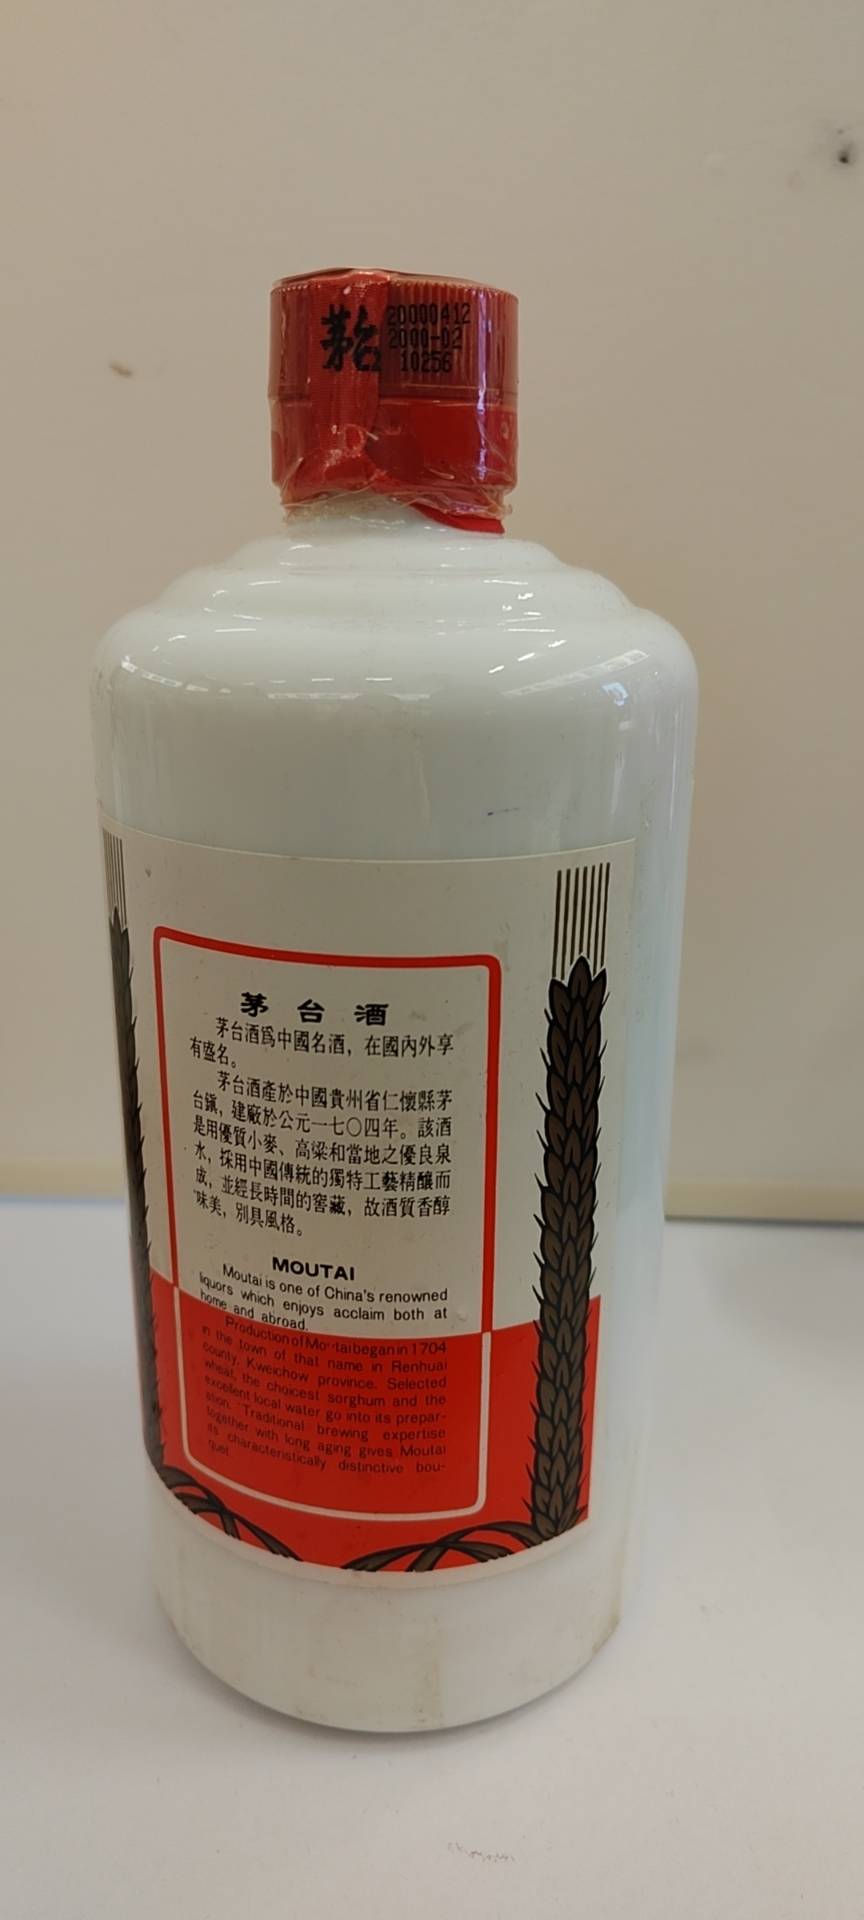 茅台
20000412
2000-02
10256
茅台酒
茅台酒爲中國名酒，在國內外享
有盛名。
茅台酒產於中國貴州省仁懷縣茅
台鎭，建廠於公元一七〇四年。該酒
是用優質小麥、高粱和當地之優良泉
水，採用中國傳統的獨特工藝精釀而
成，並經長時間的窖藏，故酒質香醇
味美，別具風格。
MOUTAI
Moutai is one of China's renowned
liquors which enjoys acclaim both at
home and abroad.
Production of Moutai began in 1704
in the town of that name in Renhuai
county, Kweichow province. Selected
wheat, the choicest sorghum and the
excellent local water go into its prepar-
ation. Traditional brewing expertise
together with long aging gives Moutai
its characteristically distinctive bou-
quet.